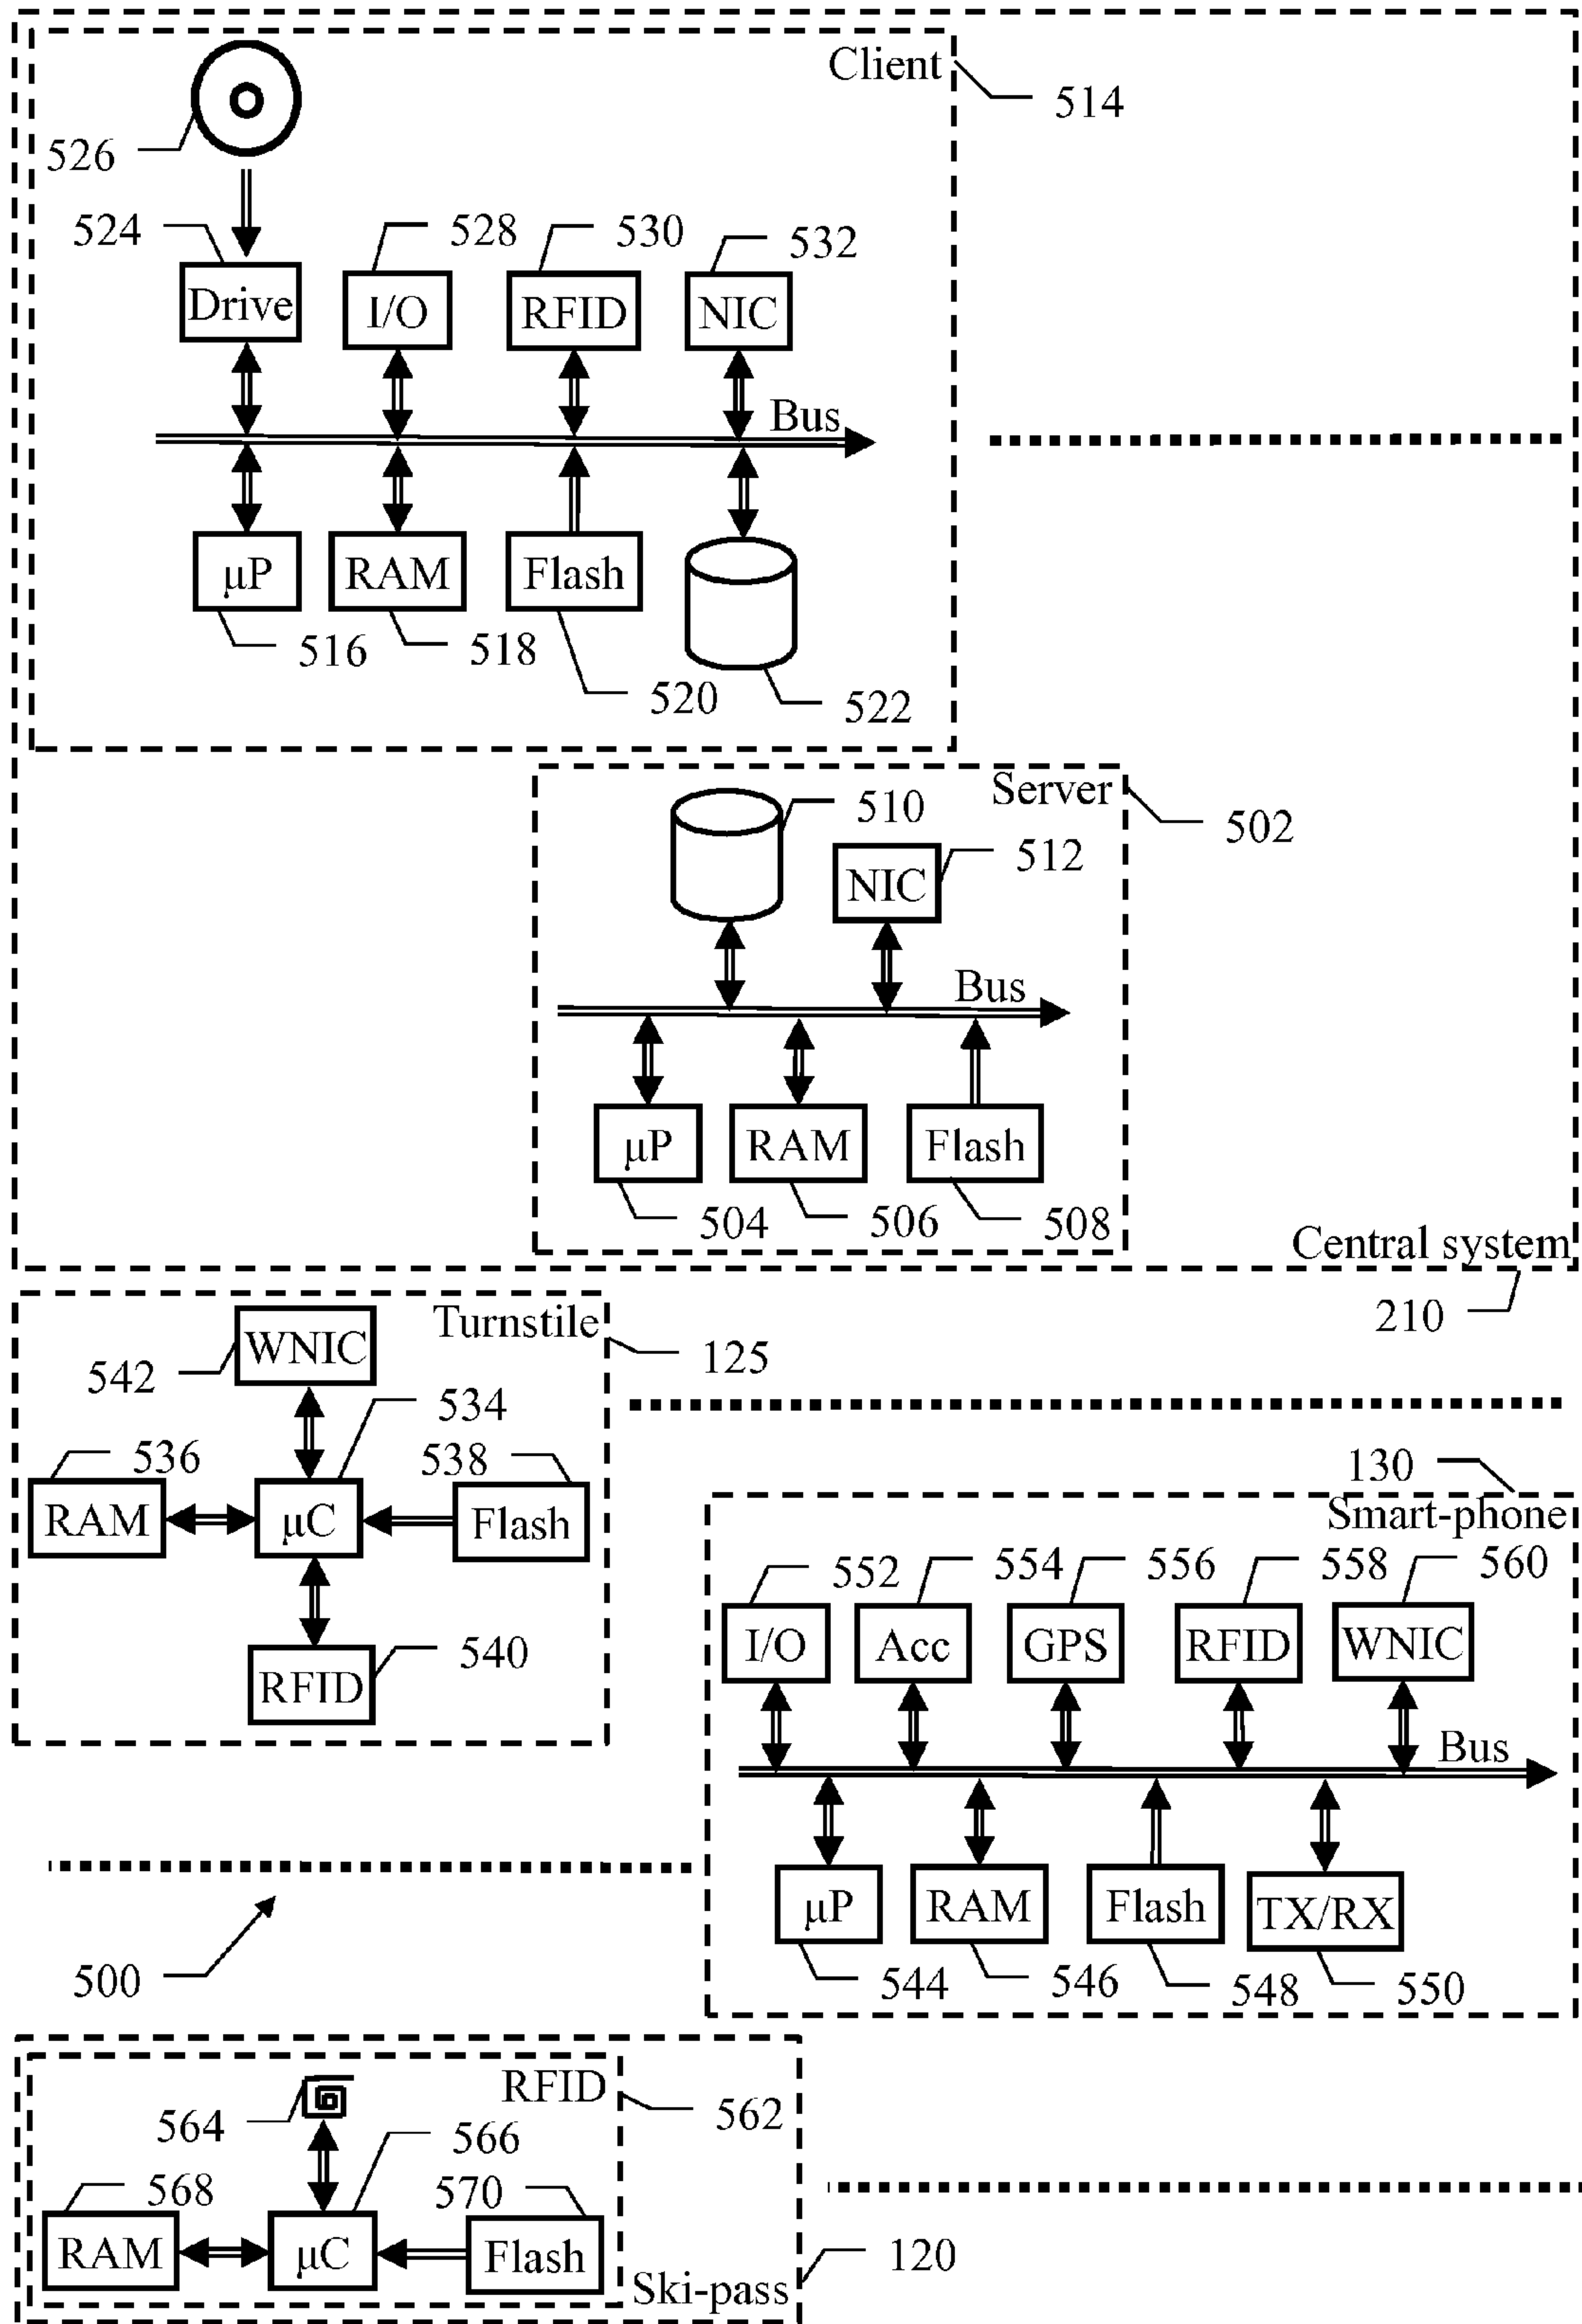 Client
514
526
524
528
530
532
Drive
I/O
RFID
NIC
Bus
μP
RAM
Flash
516
518
520
522
Server
510
502
512
NIC
Bus
μP
RAM
Flash
504
506
508
Central system
210
Turnstile
WNIC
125
542
534
536
538
RAM
μC
Flash
540
RFID
130
Smart-phone
552
554
556
558
560
I/O
Acc
GPS
RFID
WNIC
Bus
μP
RAM
Flash
TX/RX
544
546
548
550
500
RFID
562
564
566
568
570
RAM
μC
Flash
120
Ski-pass